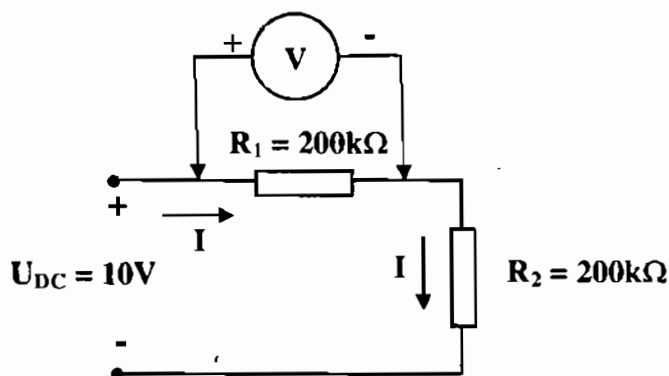 + V -
R₁ = 200kΩ
+
I
U_DC = 10V
I
R₂ = 200kΩ
-